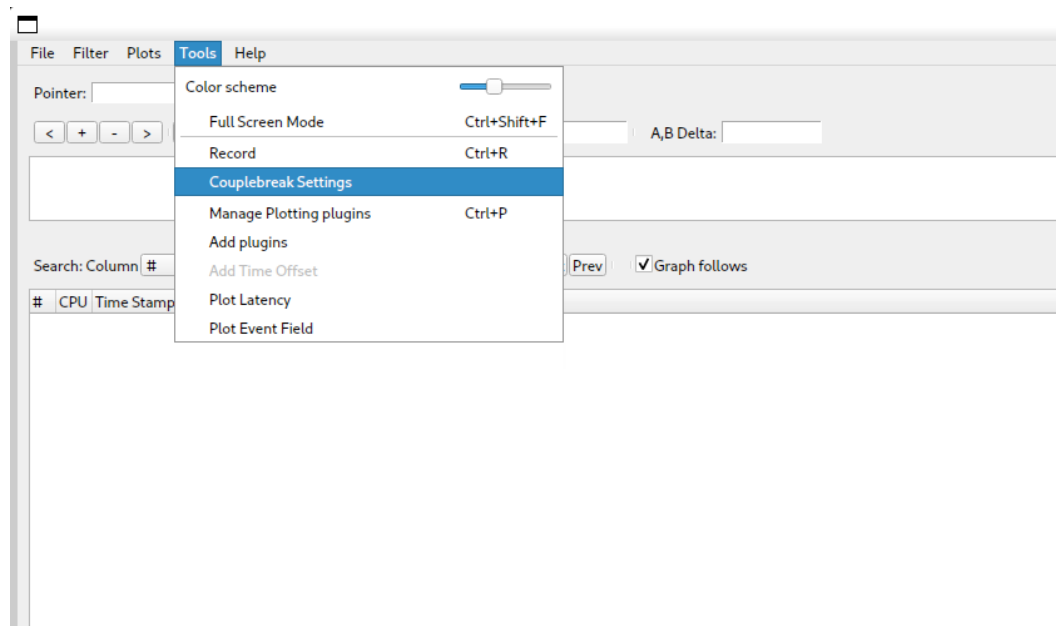 File Filter Plots Tools Help
Pointer:
Color scheme
Full Screen Mode Ctrl+Shift+F
< + - > A,B Delta:
Record Ctrl+R
Couplebreak Settings
Manage Plotting plugins Ctrl+P
Add plugins
Search: Column # Prev Graph follows
Add Time Offset
# CPU Time Stamp
Plot Latency
Plot Event Field